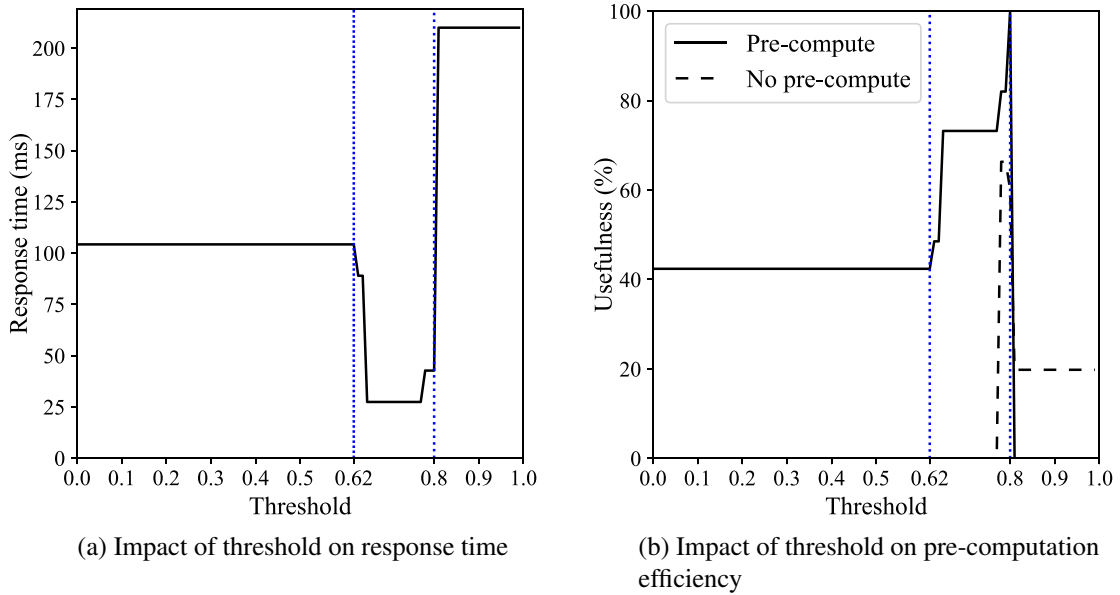 200
175
150
125
100
75
50
25
0
Response time (ms)
0.0 0.1 0.2 0.3 0.4 0.5 0.62 0.8 0.9 1.0
Threshold
(a) Impact of threshold on response time
100
80
60
40
20
0
Usefulness (%)
Pre-compute
No pre-compute
0.0 0.1 0.2 0.3 0.4 0.5 0.62 0.8 0.9 1.0
Threshold
(b) Impact of threshold on pre-computation
efficiency